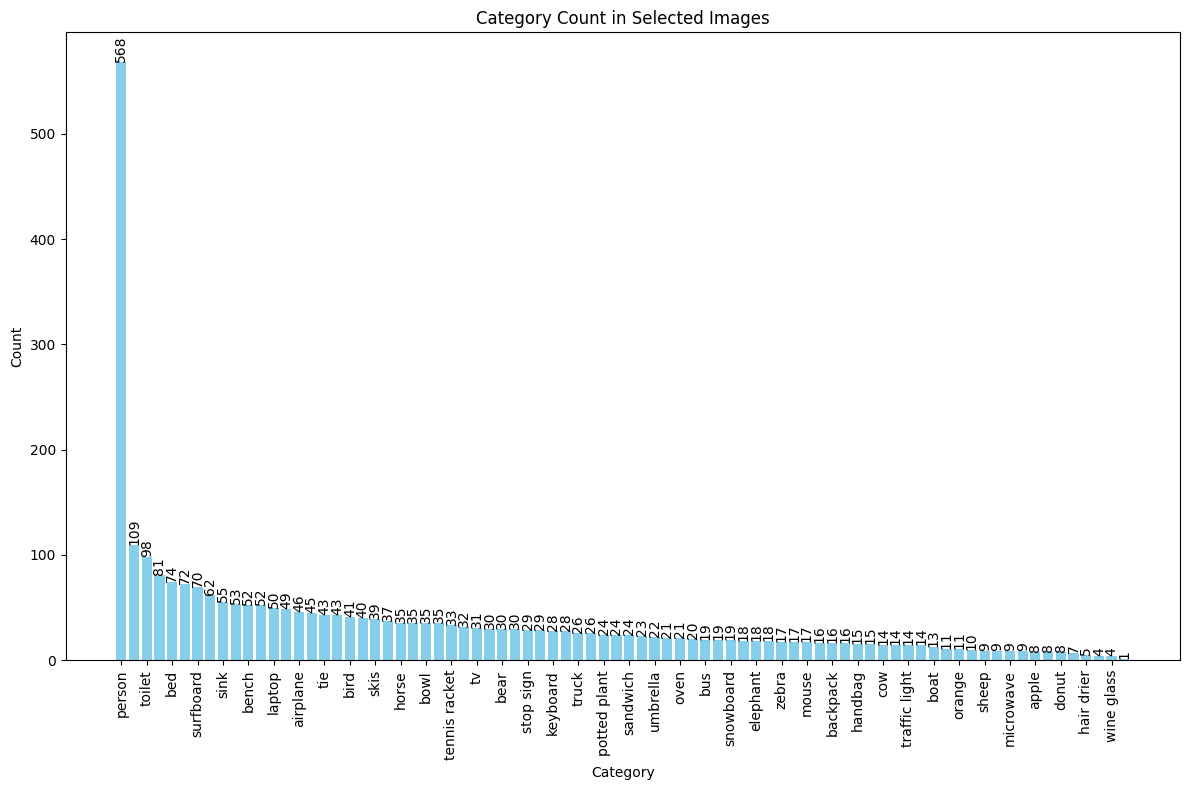 Category Count in Selected Images
Count
500
400
300
200
100
0
568 109 98 81 74 72 70 62 55 53 52 52 50 49 46 45 43 43 41 40 39 37 35 35 35 35 33 32 31 30 30 30 29 29 28 28 26 26 24 24 24 23 22 21 21 20 19 19 19 18 18 18 17 17 17 16 16 16 15 15 14 14 14 14 13 11 11 10 9 9 9 9 8 8 8 7 5 4 4 1
person
toilet
bed
surfboard
sink
bench
laptop
airplane
tie
bird
skis
horse
bowl
tennis racket
tv
bear
stop sign
keyboard
truck
potted plant
sandwich
umbrella
oven
bus
snowboard
elephant
zebra
mouse
backpack
handbag
cow
traffic light
boat
orange
sheep
microwave
apple
donut
hair drier
wine glass
Category